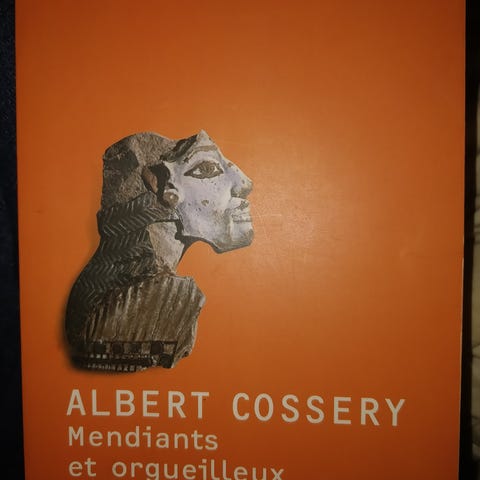 ALBERT COSSERY
Mendiants
et orgueilleux